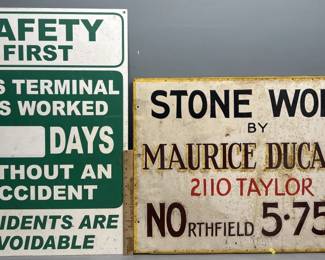 AFETY
FIRST
S TERMINAL
S WORKED
DAYS
THOUT AN
CCIDENT
IDENTS ARE
VOIDABLE
STONE WO
BY
MAURICE DUCA
2110 TAYLOR
NORTHFIELD 5-75